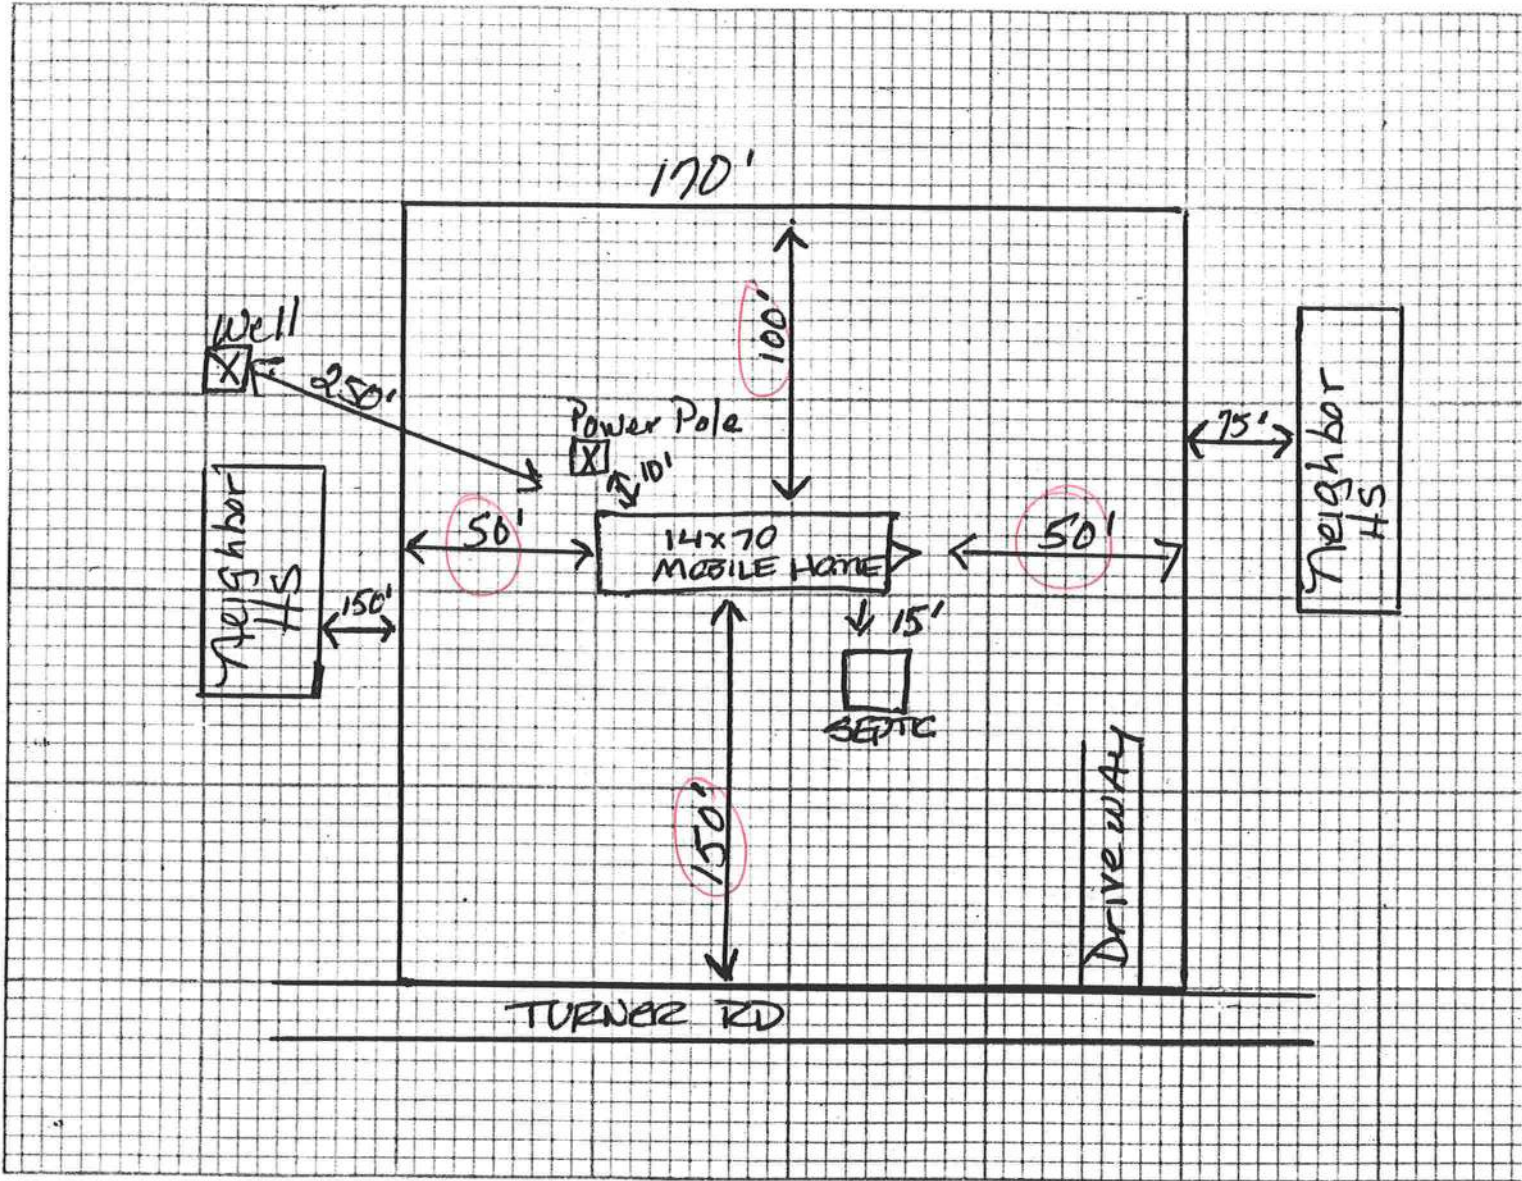 170'
Well
250'
100'
Power Pole
X
X
10'
75'
Neighbor
HS
Neighbor
HS
50'
14x70
MOBILE HOME
50'
150'
15'
SEPTC
150'
Driveway
TURNER RD